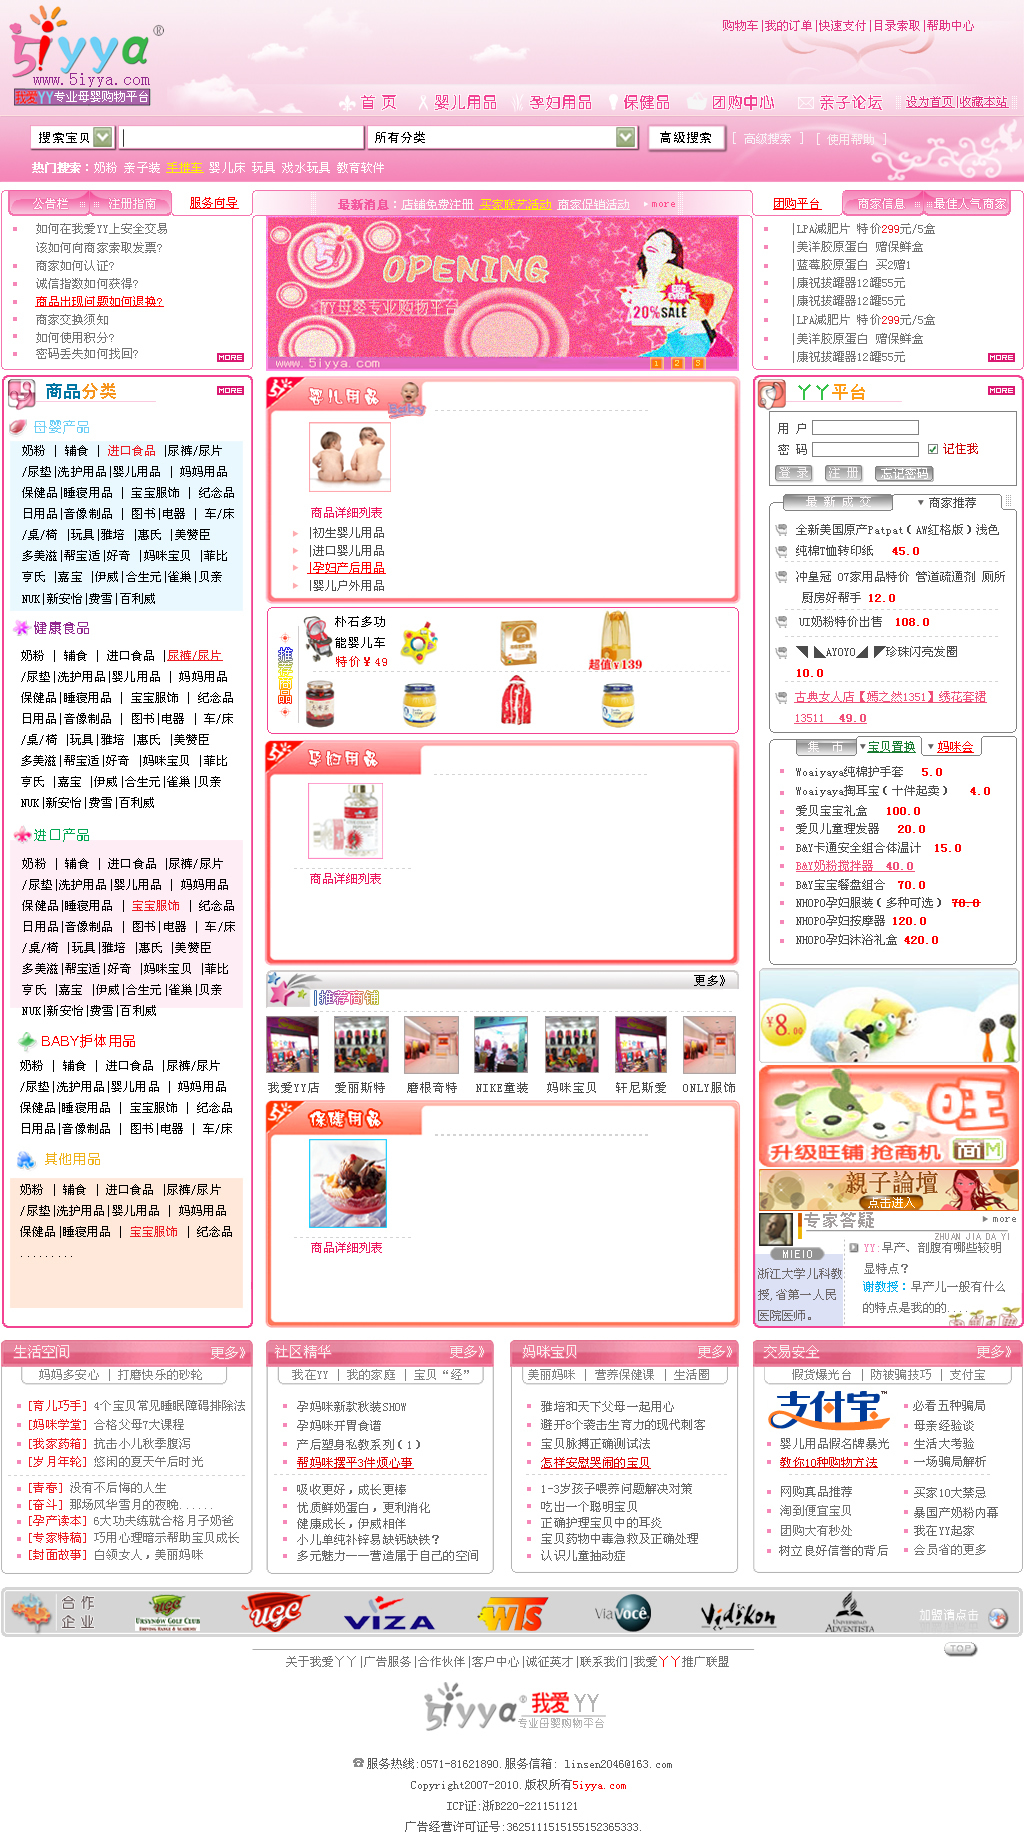 5iyya®
www.5iyya.com
我爱YY专业母婴购物平台
购物车|我的订单|快速支付|目录索取|帮助中心
首 页 婴儿用品 孕妇用品 保健品 团购中心 亲子论坛 设为首页|收藏本站
搜索宝贝 所有分类 高级搜索 [ 高级搜索 ] [ 使用帮助 ]
热门搜索：奶粉 亲子装 手推车 婴儿床 玩具 戏水玩具 教育软件
公告栏 注册指南 服务向导
如何在我爱YY上安全交易
该如何向商家索取发票?
商家如何认证?
诚信指数如何获得?
商品出现问题如何退换?
商家交换须知
如何使用积分?
密码丢失如何找回?
MORE
最新消息：店铺免费注册 买家联艺活动 商家促销活动 more
OPENING
IYY母婴专业购物平台
20%SALE
www.5iyya.com
1 2 3
团购平台 商家信息 最佳人气商家
|LPA减肥片 特价299元/5盒
|美洋胶原蛋白 赠保鲜盒
|蓝莓胶原蛋白 买2赠1
|康祝拔罐器12罐55元
|康祝拔罐器12罐55元
|LPA减肥片 特价299元/5盒
|美洋胶原蛋白 赠保鲜盒
|康祝拔罐器12罐55元
MORE
商品分类 MORE
母婴产品
奶粉 | 辅食 | 进口食品 |尿裤/尿片
/尿垫|洗护用品|婴儿用品 | 妈妈用品
保健品|睡寝用品 | 宝宝服饰 | 纪念品
日用品|音像制品 | 图书|电器 | 车/床
/桌/椅 |玩具|雅培 |惠氏 |美赞臣
多美滋|帮宝适|好奇 |妈咪宝贝 |菲比
亨氏 |嘉宝 |伊威|合生元|雀巢|贝亲
NUK|新安怡|费雪|百利威
健康食品
奶粉 | 辅食 | 进口食品 |尿裤/尿片
/尿垫|洗护用品|婴儿用品 | 妈妈用品
保健品|睡寝用品 | 宝宝服饰 | 纪念品
日用品|音像制品 | 图书|电器 | 车/床
/桌/椅 |玩具|雅培 |惠氏 |美赞臣
多美滋|帮宝适|好奇 |妈咪宝贝 |菲比
亨氏 |嘉宝 |伊威|合生元|雀巢|贝亲
NUK|新安怡|费雪|百利威
进口产品
奶粉 | 辅食 | 进口食品 |尿裤/尿片
/尿垫|洗护用品|婴儿用品 | 妈妈用品
保健品|睡寝用品 | 宝宝服饰 | 纪念品
日用品|音像制品 | 图书|电器 | 车/床
/桌/椅 |玩具|雅培 |惠氏 |美赞臣
多美滋|帮宝适|好奇 |妈咪宝贝 |菲比
亨氏 |嘉宝 |伊威|合生元|雀巢|贝亲
NUK|新安怡|费雪|百利威
BABY护体用品
奶粉 | 辅食 | 进口食品 |尿裤/尿片
/尿垫|洗护用品|婴儿用品 | 妈妈用品
保健品|睡寝用品 | 宝宝服饰 | 纪念品
日用品|音像制品 | 图书|电器 | 车/床
其他用品
奶粉 | 辅食 | 进口食品 |尿裤/尿片
/尿垫|洗护用品|婴儿用品 | 妈妈用品
保健品|睡寝用品 | 宝宝服饰 | 纪念品
.........
婴儿用品
商品详细列表
|初生婴儿用品
|进口婴儿用品
|孕妇产后用品
|婴儿户外用品
推荐商品
朴石多功
能婴儿车
特价¥49
超值¥139
孕妇用品
商品详细列表
推荐商铺 更多》
我爱YY店 爱丽斯特 磨根奇特 NIKE童装 妈咪宝贝 轩尼斯爱 ONLY服饰
保健用品
商品详细列表
丫丫平台 MORE
用 户
密 码 记住我
登 录 注 册 忘记密码
最 新 成 交 商家推荐
全新美国原产Patpat(AW红格版)浅色
纯棉T恤转印纸 45.0
冲皇冠 07家用品特价 管道疏通剂 厕所
厨房好帮手 12.0
UI奶粉特价出售 108.0
◥ ◣AYOYO◢ ◤珍珠闪亮发圈
10.0
古典女人店【嫣之然1351】绣花套裙
13511 49.0
集 市 宝贝置换 妈咪会
Woaiyaya纯棉护手套 5.0
Woaiyaya掏耳宝(十件起卖) 4.0
爱贝宝宝礼盒 100.0
爱贝儿童理发器 20.0
B&Y卡通安全组合体温计 15.0
B&Y奶粉搅拌器 40.0
B&Y宝宝餐盘组合 70.0
NHOPO孕妇服装(多种可选) 70.0
NHOPO孕妇按摩器 120.0
NHOPO孕妇沐浴礼盒 420.0
¥8.00
旺
升级旺铺 抢商机 商M
親子論壇
点击进入
专家答疑 more
ZHUAN JIA DA YI
MIEIO
浙江大学儿科教
授,省第一人民
医院医师。
YY:早产、剖腹有哪些较明
显特点?
谢教授：早产儿一般有什么
的特点是我的的....
生活空间 更多》
妈妈多安心 | 打磨快乐的砂轮
[育儿巧手] 4个宝贝常见睡眠障碍排除法
[妈咪学堂] 合格父母7大课程
[我家药箱] 抗击小儿秋季腹泻
[岁月年轮] 悠闲的夏天午后时光
[青春] 没有不后悔的人生
[奋斗] 那场风华雪月的夜晚......
[孕产读本] 6大功夫练就合格月子奶爸
[专家特稿] 巧用心理暗示帮助宝贝成长
[封面故事] 白领女人，美丽妈咪
社区精华 更多》
我在YY | 我的家庭 | 宝贝“经”
孕妈咪新款秋装SHOW
孕妈咪开胃食谱
产后塑身私教系列(1)
帮妈咪摆平3件烦心事
吸收更好，成长更棒
优质鲜奶蛋白，更利消化
健康成长，伊威相伴
小儿单纯补锌易缺钙缺铁?
多元魅力——营造属于自己的空间
妈咪宝贝 更多》
美丽妈咪 | 营养保健课 | 生活圈
雅培和天下父母一起用心
避开8个袭击生育力的现代刺客
宝贝脉搏正确测试法
怎样安慰哭闹的宝贝
1-3岁孩子喂养问题解决对策
吃出一个聪明宝贝
正确护理宝贝中的耳炎
宝贝药物中毒急救及正确处理
认识儿童抽动症
交易安全 更多》
假货爆光台 | 防被骗技巧 | 支付宝
支付宝™
婴儿用品假名牌暴光
教你10种购物方法
必看五种骗局
母亲经验谈
生活大考验
一场骗局解析
网购真品推荐
淘到便宜宝贝
团购大有秒处
树立良好信誉的背后
买家10大禁忌
暴国产奶粉内幕
我在YY起家
会员省的更多
合 作
企 业
UGC
URSYNÓW GOLF CLUB
DRIVING RANGE & ACADEMY
UGC
VIZA
WTS
ViaVocê
Vidikon
UNIVERSIDAD
ADVENTISTA
加盟请点击
TOP
关于我爱丫丫|广告服务|合作伙伴|客户中心|诚征英才|联系我们|我爱丫丫推广联盟
5iyya®我爱YY
专业母婴购物平台
☎服务热线:0571-81621890.服务信箱: linsen2046@163.com
Copyright2007-2010.版权所有5iyya.com
ICP证:浙B220-221151121
广告经营许可证号:3625111515155152365333.